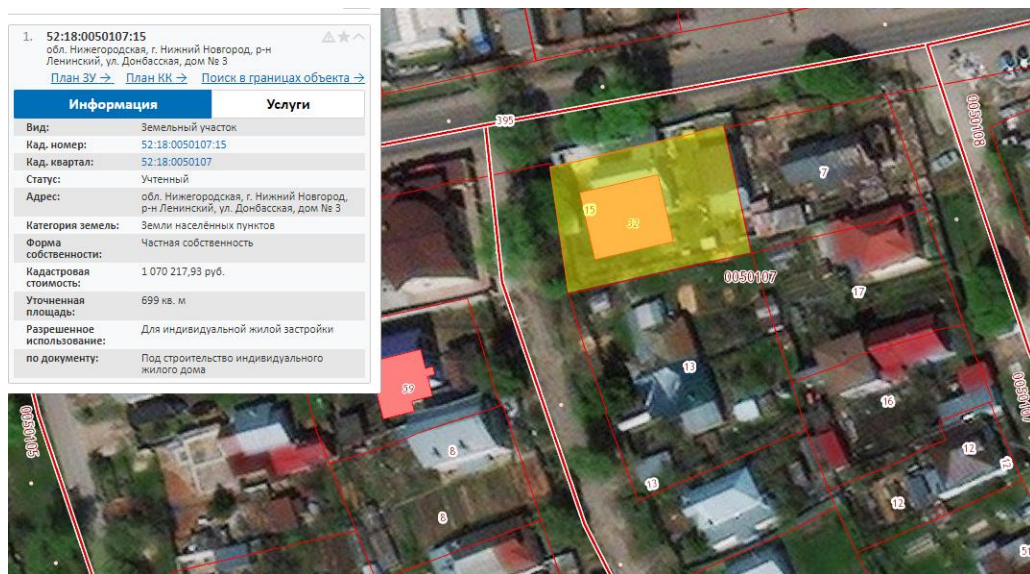 1. 52:18:0050107:15
обл. Нижегородская, г. Нижний Новгород, р-н
Ленинский, ул. Донбасская, дом № 3
План ЗУ → План КК → Поиск в границах объекта →
Информация Услуги
Вид: Земельный участок
Кад. номер: 52:18:0050107:15
Кад. квартал: 52:18:0050107
Статус: Учтенный
Адрес: обл. Нижегородская, г. Нижний Новгород,
р-н Ленинский, ул. Донбасская, дом № 3
Категория земель: Земли населённых пунктов
Форма Частная собственность
собственности:
Кадастровая 1 070 217,93 руб.
стоимость:
Уточненная 699 кв. м
площадь:
Разрешенное Для индивидуальной жилой застройки
использование:
по документу: Под строительство индивидуального
жилого дома
395
0050108
7
15
32
0050107
17
13
0050107
39
16
0050105
8
12
12
13
12
8
51